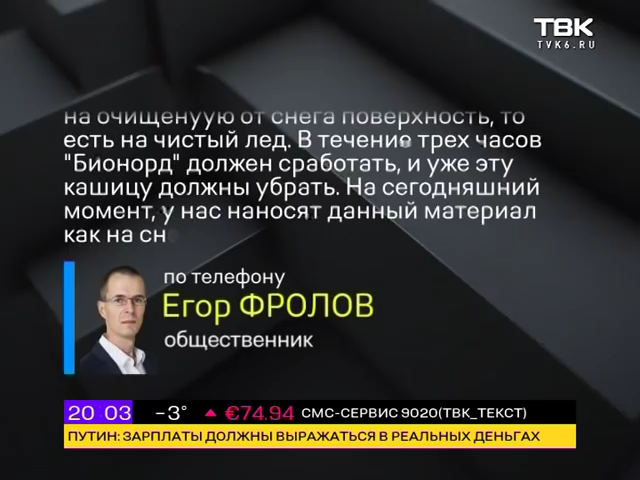 ТВК
TVK6.RU
на очищенуую от снега поверхность, то
есть на чистый лед. В течение трех часов
"Бионорд" должен сработать, и уже эту
кашицу должны убрать. На сегодняшний
момент, у нас наносят данный материал
как на сн
по телефону
Егор ФРОЛОВ
общественник
20 03 -3° ▲ €74.94 СМС-СЕРВИС 9020(ТВК_ТЕКСТ)
ПУТИН: ЗАРПЛАТЫ ДОЛЖНЫ ВЫРАЖАТЬСЯ В РЕАЛЬНЫХ ДЕНЬГАХ